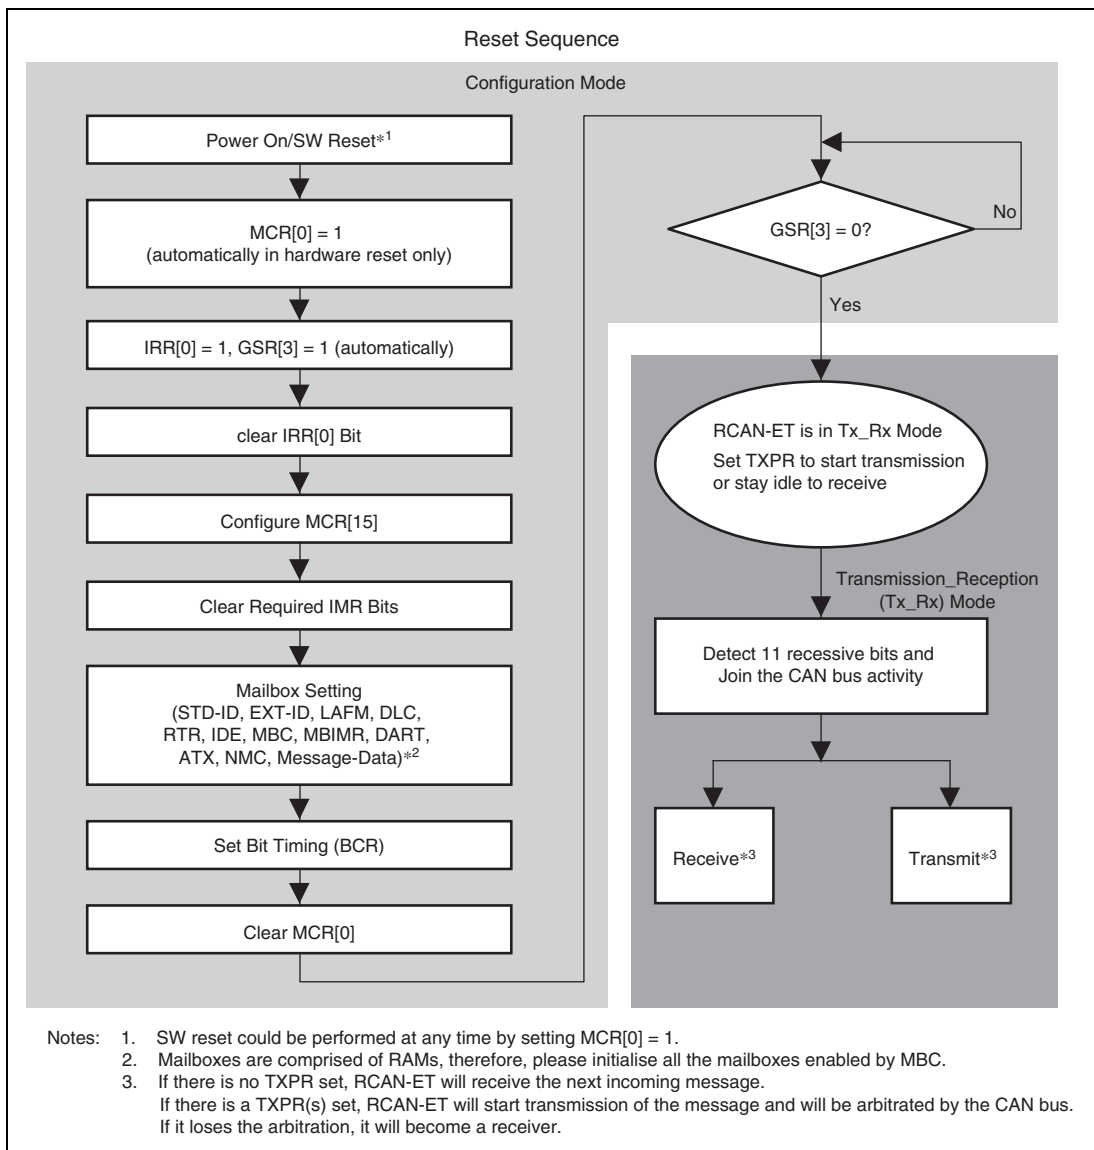 Reset Sequence
Configuration Mode
Power On/SW Reset*1
MCR[0] = 1
(automatically in hardware reset only)
IRR[0] = 1, GSR[3] = 1 (automatically)
clear IRR[0] Bit
Configure MCR[15]
Clear Required IMR Bits
Mailbox Setting
(STD-ID, EXT-ID, LAFM, DLC,
RTR, IDE, MBC, MBIMR, DART,
ATX, NMC, Message-Data)*2
Set Bit Timing (BCR)
Clear MCR[0]
GSR[3] = 0?
No
Yes
RCAN-ET is in Tx_Rx Mode
Set TXPR to start transmission
or stay idle to receive
Transmission_Reception
(Tx_Rx) Mode
Detect 11 recessive bits and
Join the CAN bus activity
Receive*3
Transmit*3
Notes: 1. SW reset could be performed at any time by setting MCR[0] = 1.
2. Mailboxes are comprised of RAMs, therefore, please initialise all the mailboxes enabled by MBC.
3. If there is no TXPR set, RCAN-ET will receive the next incoming message.
If there is a TXPR(s) set, RCAN-ET will start transmission of the message and will be arbitrated by the CAN bus.
If it loses the arbitration, it will become a receiver.